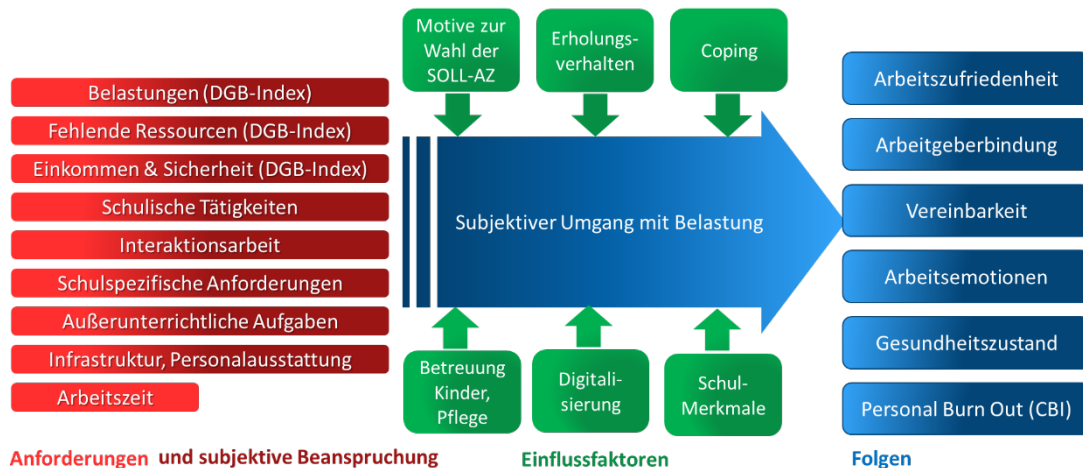 Belastungen (DGB-Index)
Fehlende Ressourcen (DGB-Index)
Einkommen & Sicherheit (DGB-Index)
Schulische Tätigkeiten
Interaktionsarbeit
Schulspezifische Anforderungen
Außerunterrichtliche Aufgaben
Infrastruktur, Personalausstattung
Arbeitszeit
Anforderungen und subjektive Beanspruchung
Motive zur
Wahl der
SOLL-AZ
Erholungs-
verhalten
Coping
Subjektiver Umgang mit Belastung
Betreuung
Kinder,
Pflege
Digitali-
sierung
Schul-
Merkmale
Einflussfaktoren
Arbeitszufriedenheit
Arbeitgeberbindung
Vereinbarkeit
Arbeitsemotionen
Gesundheitszustand
Personal Burn Out (CBI)
Folgen